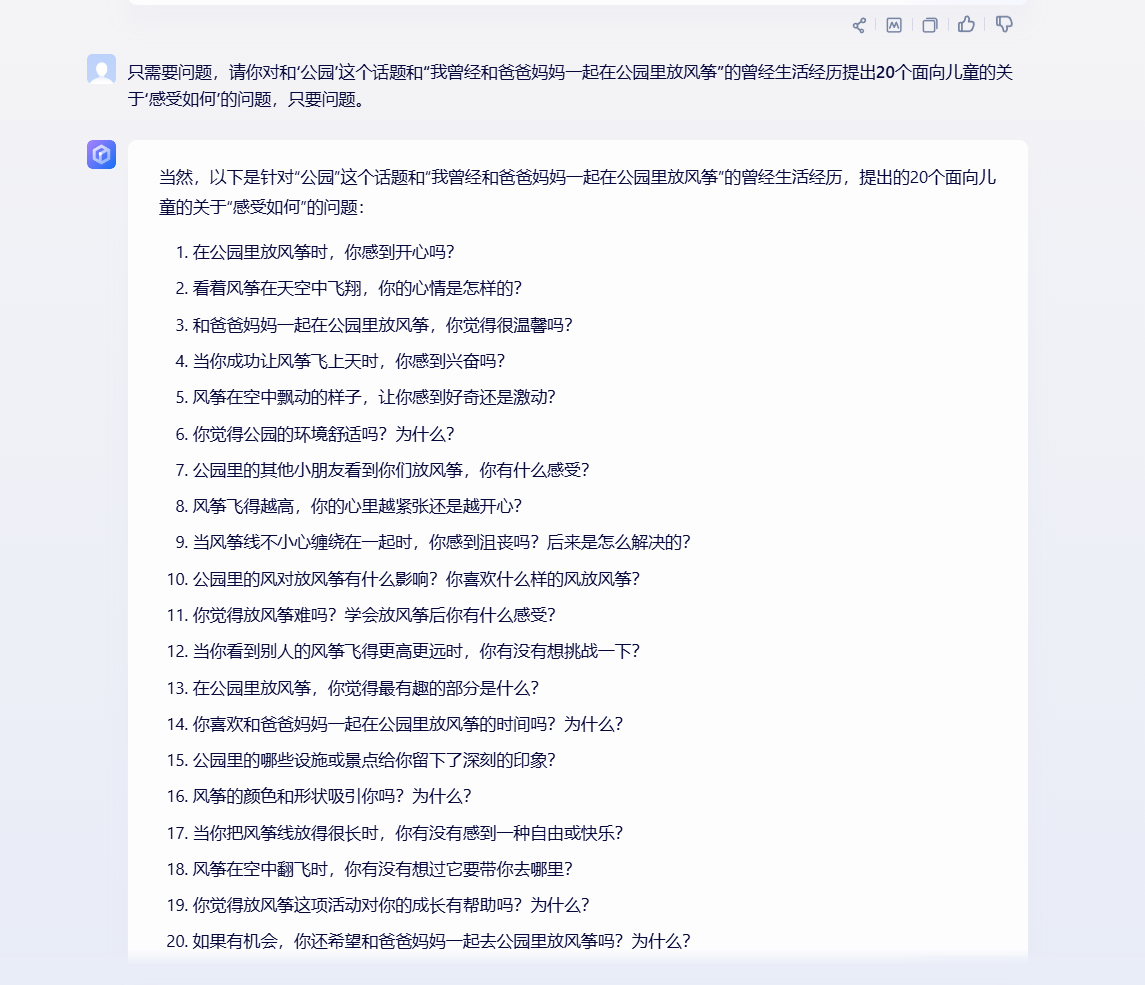 只需要问题，请你对和‘公园’这个话题和“我曾经和爸爸妈妈一起在公园里放风筝”的曾经生活经历提出20个面向儿童的关
于‘感受如何’的问题，只要问题。
当然，以下是针对“公园”这个话题和“我曾经和爸爸妈妈一起在公园里放风筝”的曾经生活经历，提出的20个面向儿
童的关于“感受如何”的问题：
1. 在公园里放风筝时，你感到开心吗？
2. 看着风筝在天空中飞翔，你的心情是怎样的？
3. 和爸爸妈妈一起在公园里放风筝，你觉得很温馨吗？
4. 当你成功让风筝飞上天时，你感到兴奋吗？
5. 风筝在空中飘动的样子，让你感到好奇还是激动？
6. 你觉得公园的环境舒适吗？为什么？
7. 公园里的其他小朋友看到你们放风筝，你有什么感受？
8. 风筝飞得越高，你的心里越紧张还是越开心？
9. 当风筝线不小心缠绕在一起时，你感到沮丧吗？后来是怎么解决的？
10. 公园里的风对放风筝有什么影响？你喜欢什么样的风放风筝？
11. 你觉得放风筝难吗？学会放风筝后你有什么感受？
12. 当你看到别人的风筝飞得更高更远时，你有没有想挑战一下？
13. 在公园里放风筝，你觉得最有趣的部分是什么？
14. 你喜欢和爸爸妈妈一起在公园里放风筝的时间吗？为什么？
15. 公园里的哪些设施或景点给你留下了深刻的印象？
16. 风筝的颜色和形状吸引你吗？为什么？
17. 当你把风筝线放得很长时，你有没有感到一种自由或快乐？
18. 风筝在空中翻飞时，你有没有想过它要带你去哪里？
19. 你觉得放风筝这项活动对你的成长有帮助吗？为什么？
20. 如果有机会，你还希望和爸爸妈妈一起去公园里放风筝吗？为什么？